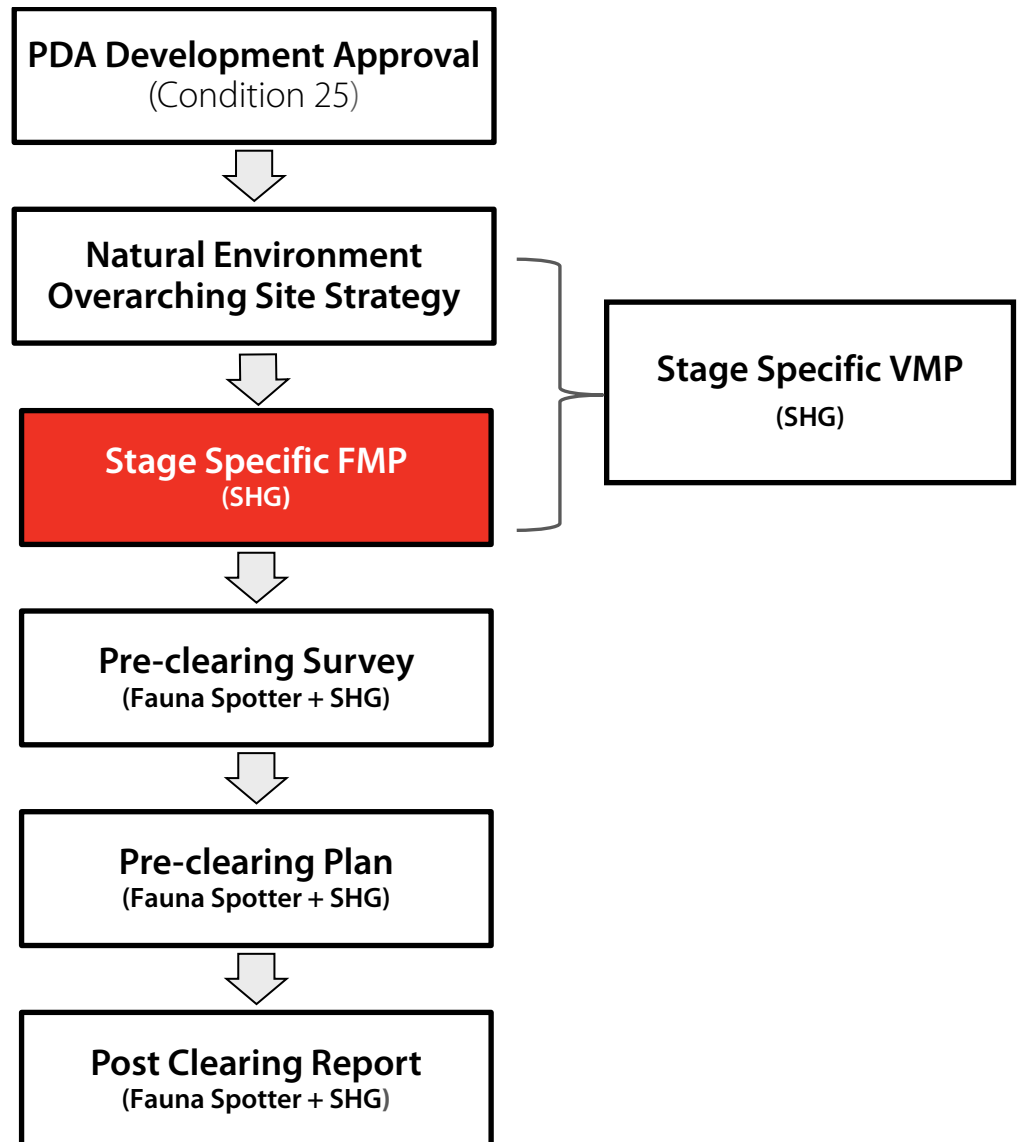 PDA Development Approval
(Condition 25)
Natural Environment
Overarching Site Strategy
Stage Specific FMP
(SHG)
Stage Specific VMP
(SHG)
Pre-clearing Survey
(Fauna Spotter + SHG)
Pre-clearing Plan
(Fauna Spotter + SHG)
Post Clearing Report
(Fauna Spotter + SHG)